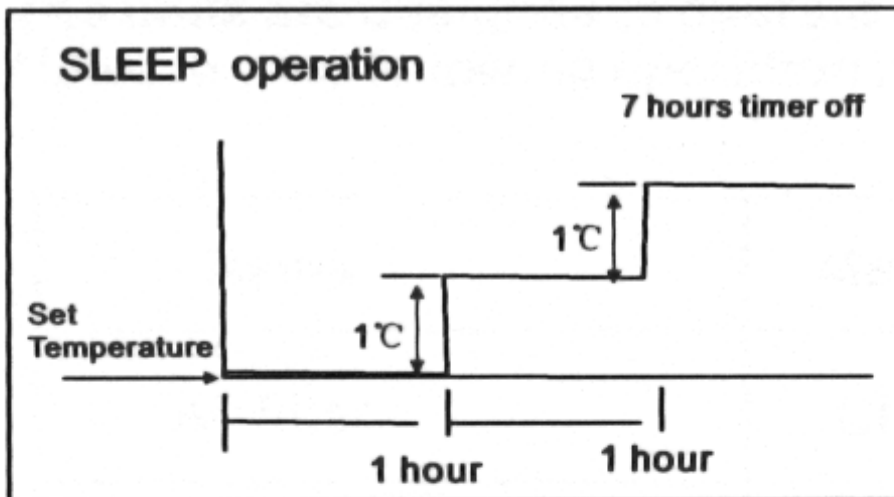 SLEEP operation
7 hours timer off
1℃
Set
Temperature
1℃
1 hour
1 hour